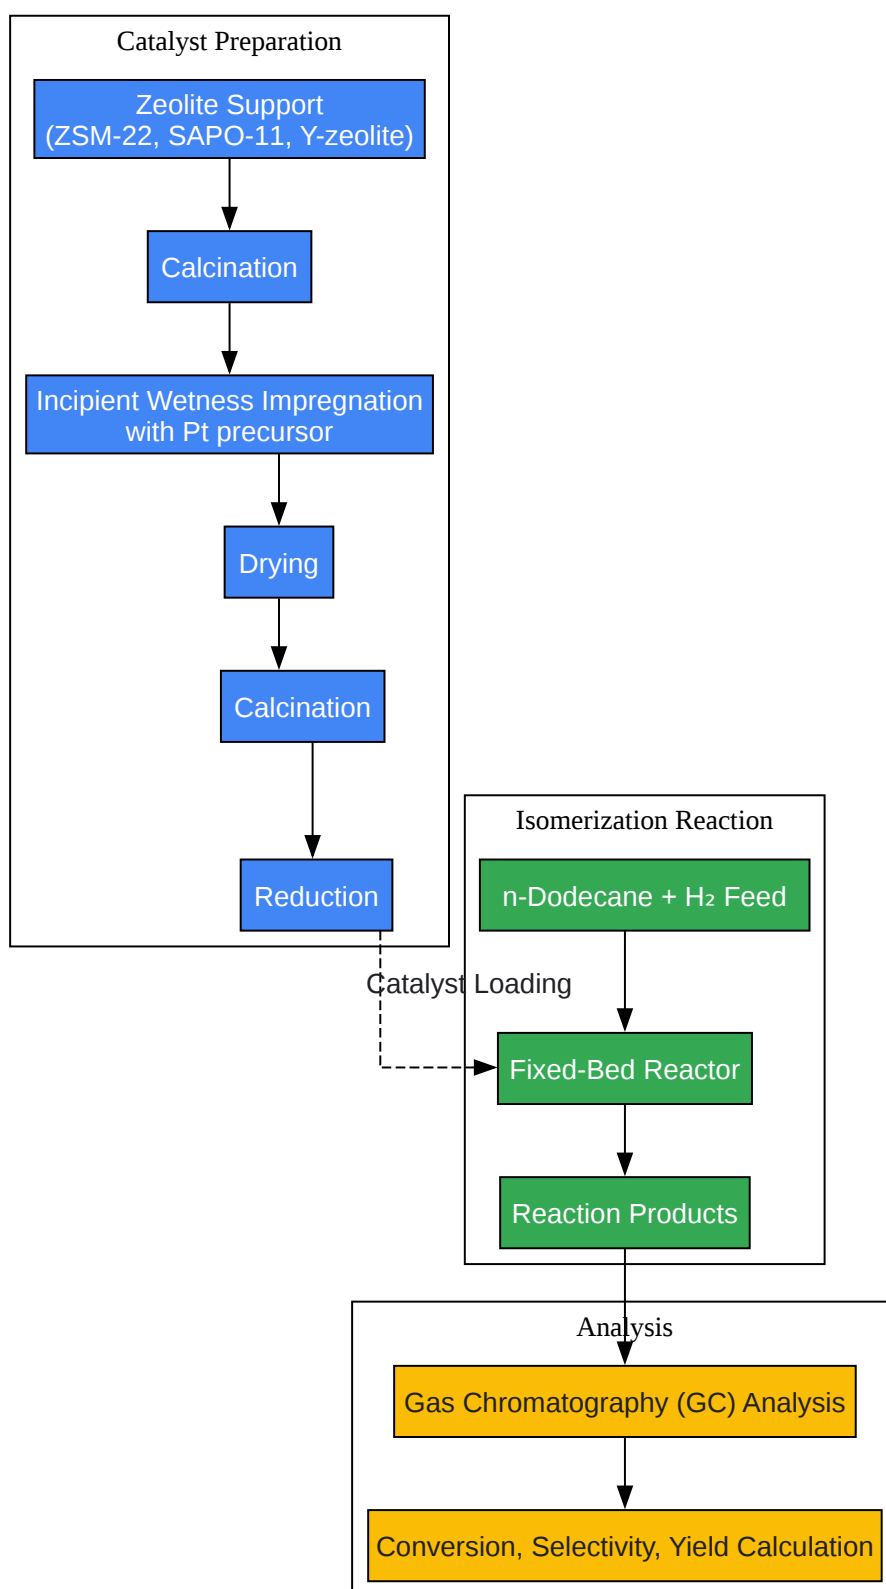 Catalyst Preparation
Zeolite Support
(ZSM-22, SAPO-11, Y-zeolite)
Calcination
Incipient Wetness Impregnation
with Pt precursor
Drying
Calcination
Reduction
Catalyst Loading
Isomerization Reaction
n-Dodecane + H₂ Feed
Fixed-Bed Reactor
Reaction Products
Analysis
Gas Chromatography (GC) Analysis
Conversion, Selectivity, Yield Calculation